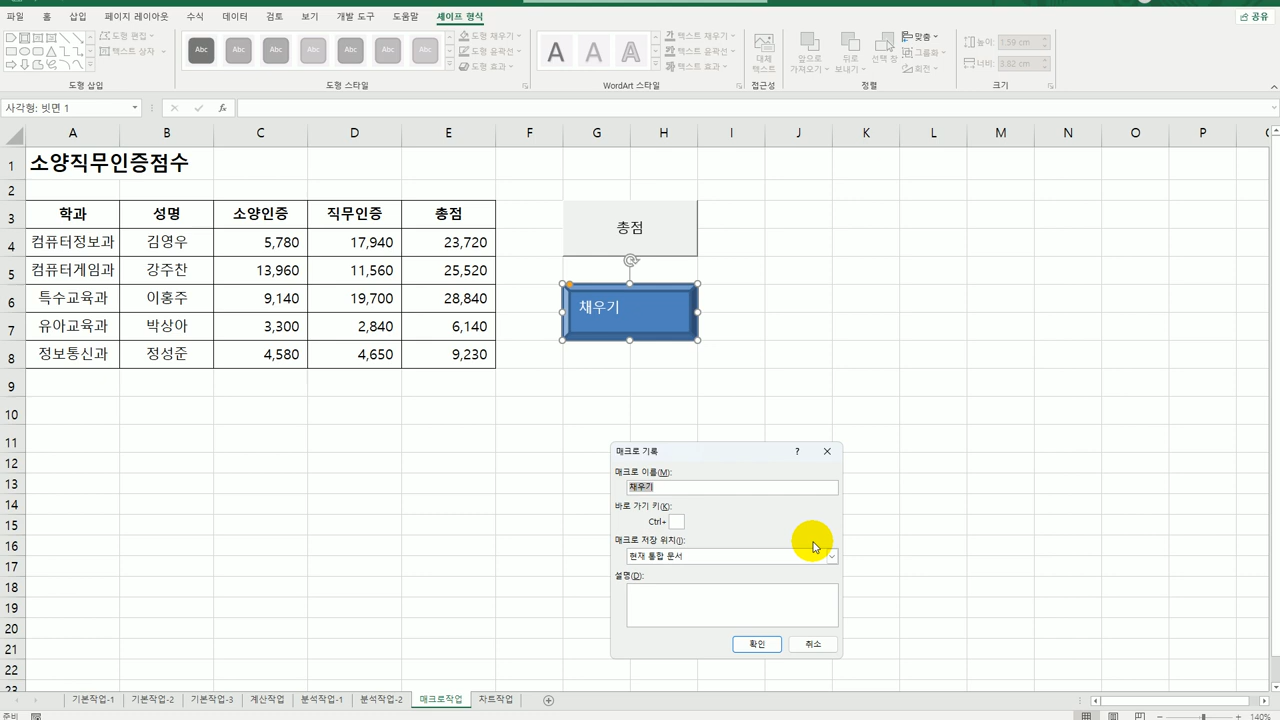 파일 홈 삽입 페이지 레이아웃 수식 데이터 검토 보기 개발 도구 도움말 셰이프 형식 공유
도형 편집
텍스트 상자
도형 삽입
Abc Abc Abc Abc Abc Abc Abc
도형 채우기
도형 윤곽선
도형 효과
도형 스타일
A A A
텍스트 채우기
텍스트 윤곽선
텍스트 효과
WordArt 스타일
대체
텍스트
접근성
앞으로
가져오기
뒤로
보내기
선택 창
맞춤
그룹화
회전
정렬
높이: 1.59 cm
너비: 3.82 cm
크기
사각형: 빗면 1
fx
A B C D E F G H I J K L M N O P
1 소양직무인증점수
2
3 학과 성명 소양인증 직무인증 총점
4 컴퓨터정보과 김영우 5,780 17,940 23,720
5 컴퓨터게임과 강주찬 13,960 11,560 25,520
6 특수교육과 이홍주 9,140 19,700 28,840
7 유아교육과 박상아 3,300 2,840 6,140
8 정보통신과 정성준 4,580 4,650 9,230
9
10
11
12
13
14
15
16
17
18
19
20
21
22
23
총점
채우기
매크로 기록 ?
매크로 이름(M):
채우기
바로 가기 키(K):
Ctrl+
매크로 저장 위치(I):
현재 통합 문서
설명(D):
확인 취소
기본작업-1 기본작업-2 기본작업-3 계산작업 분석작업-1 분석작업-2 매크로작업 차트작업
준비 140%